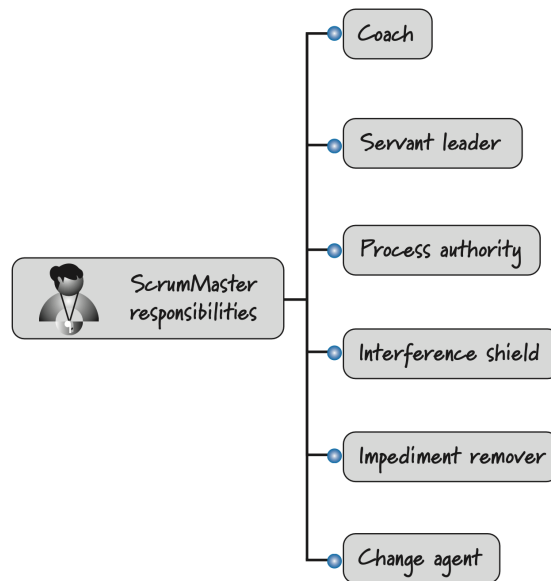 Coach
Servant leader
Process authority
ScrumMaster
responsibilities
Interference shield
Impediment remover
Change agent